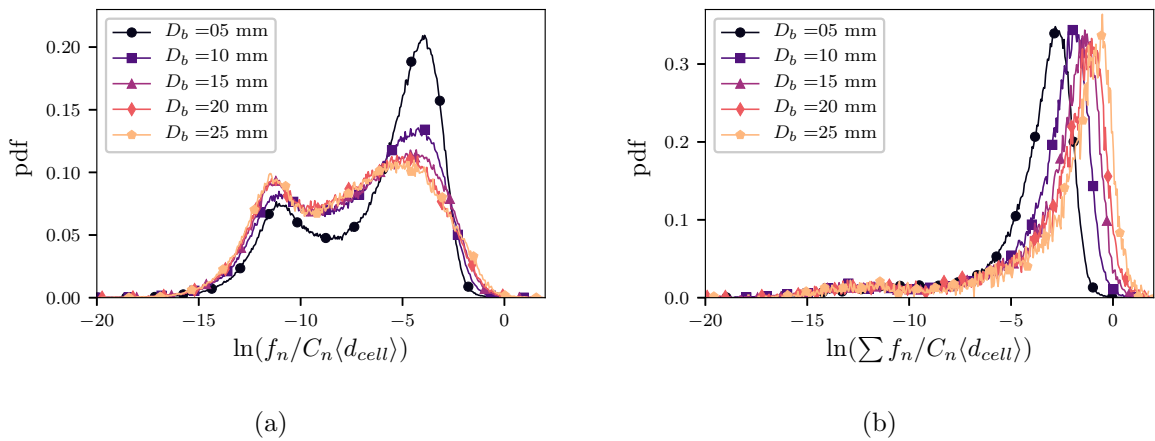 D_b =05 mm
D_b =10 mm
D_b =15 mm
D_b =20 mm
D_b =25 mm
pdf
0.20
0.15
0.10
0.05
0.00
−20 −15 −10 −5 0
ln(f_n/C_n⟨d_cell⟩)
(a)
D_b =05 mm
D_b =10 mm
D_b =15 mm
D_b =20 mm
D_b =25 mm
pdf
0.3
0.2
0.1
0.0
−20 −15 −10 −5 0
ln(∑ f_n/C_n⟨d_cell⟩)
(b)